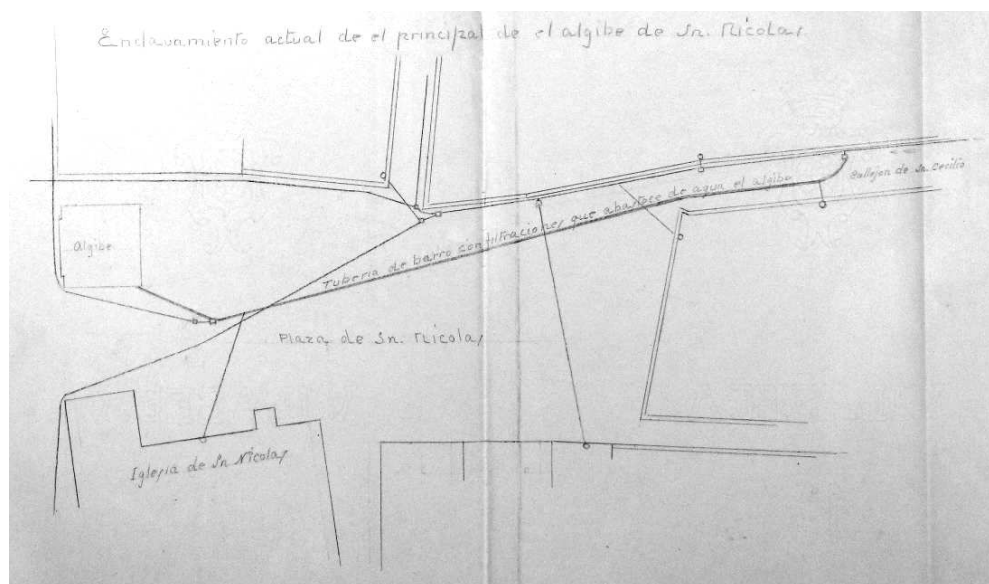 Enclavamiento actual de el principal de el algibe de Sn. Nicolas.
Callejon de Sn. Cecilio
Tuberia de barro con filtraciones que abastece de agua el algibe
Algibe
Plaza de Sn. Nicolas
Iglesia de Sn Nicolas